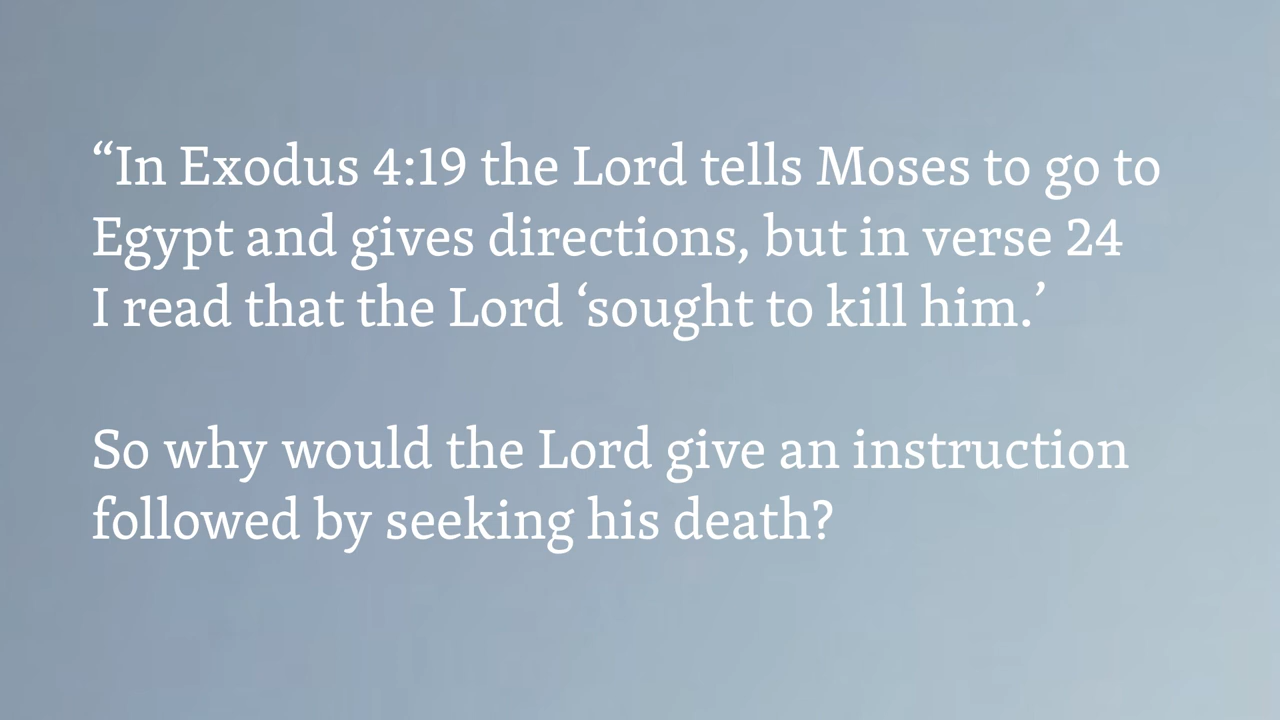 “In Exodus 4:19 the Lord tells Moses to go to
Egypt and gives directions, but in verse 24
I read that the Lord ‘sought to kill him.’
So why would the Lord give an instruction
followed by seeking his death?